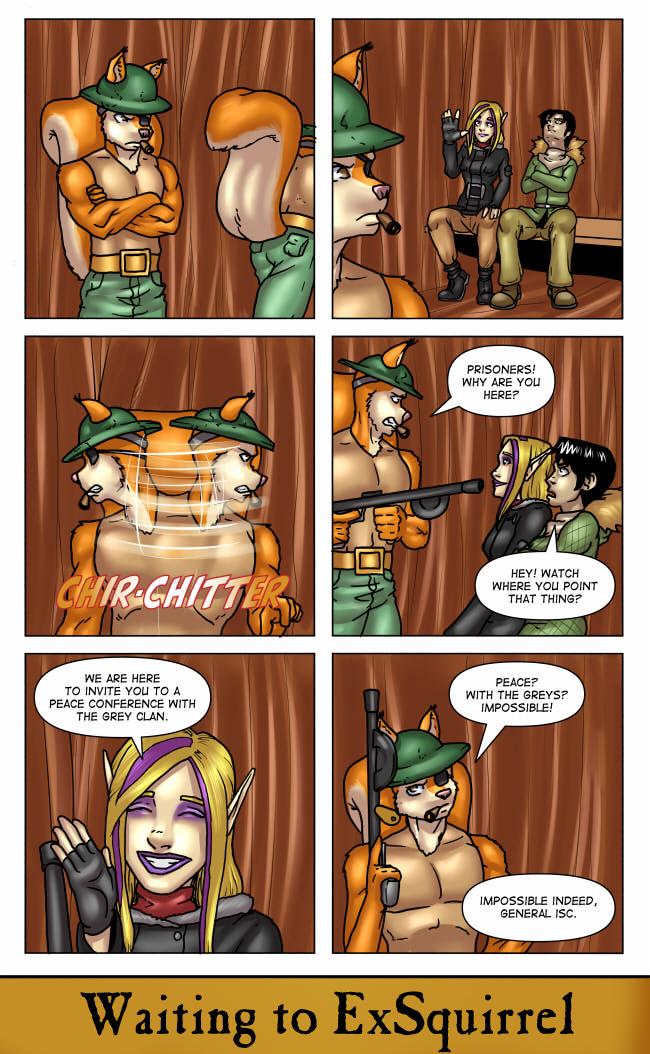 CHIR-CHITTER
PRISONERS!
WHY ARE YOU
HERE?
HEY! WATCH
WHERE YOU POINT
THAT THING?
WE ARE HERE
TO INVITE YOU TO A
PEACE CONFERENCE WITH
THE GREY CLAN.
PEACE?
WITH THE GREYS?
IMPOSSIBLE!
IMPOSSIBLE INDEED,
GENERAL ISC.
Waiting to ExSquirrel